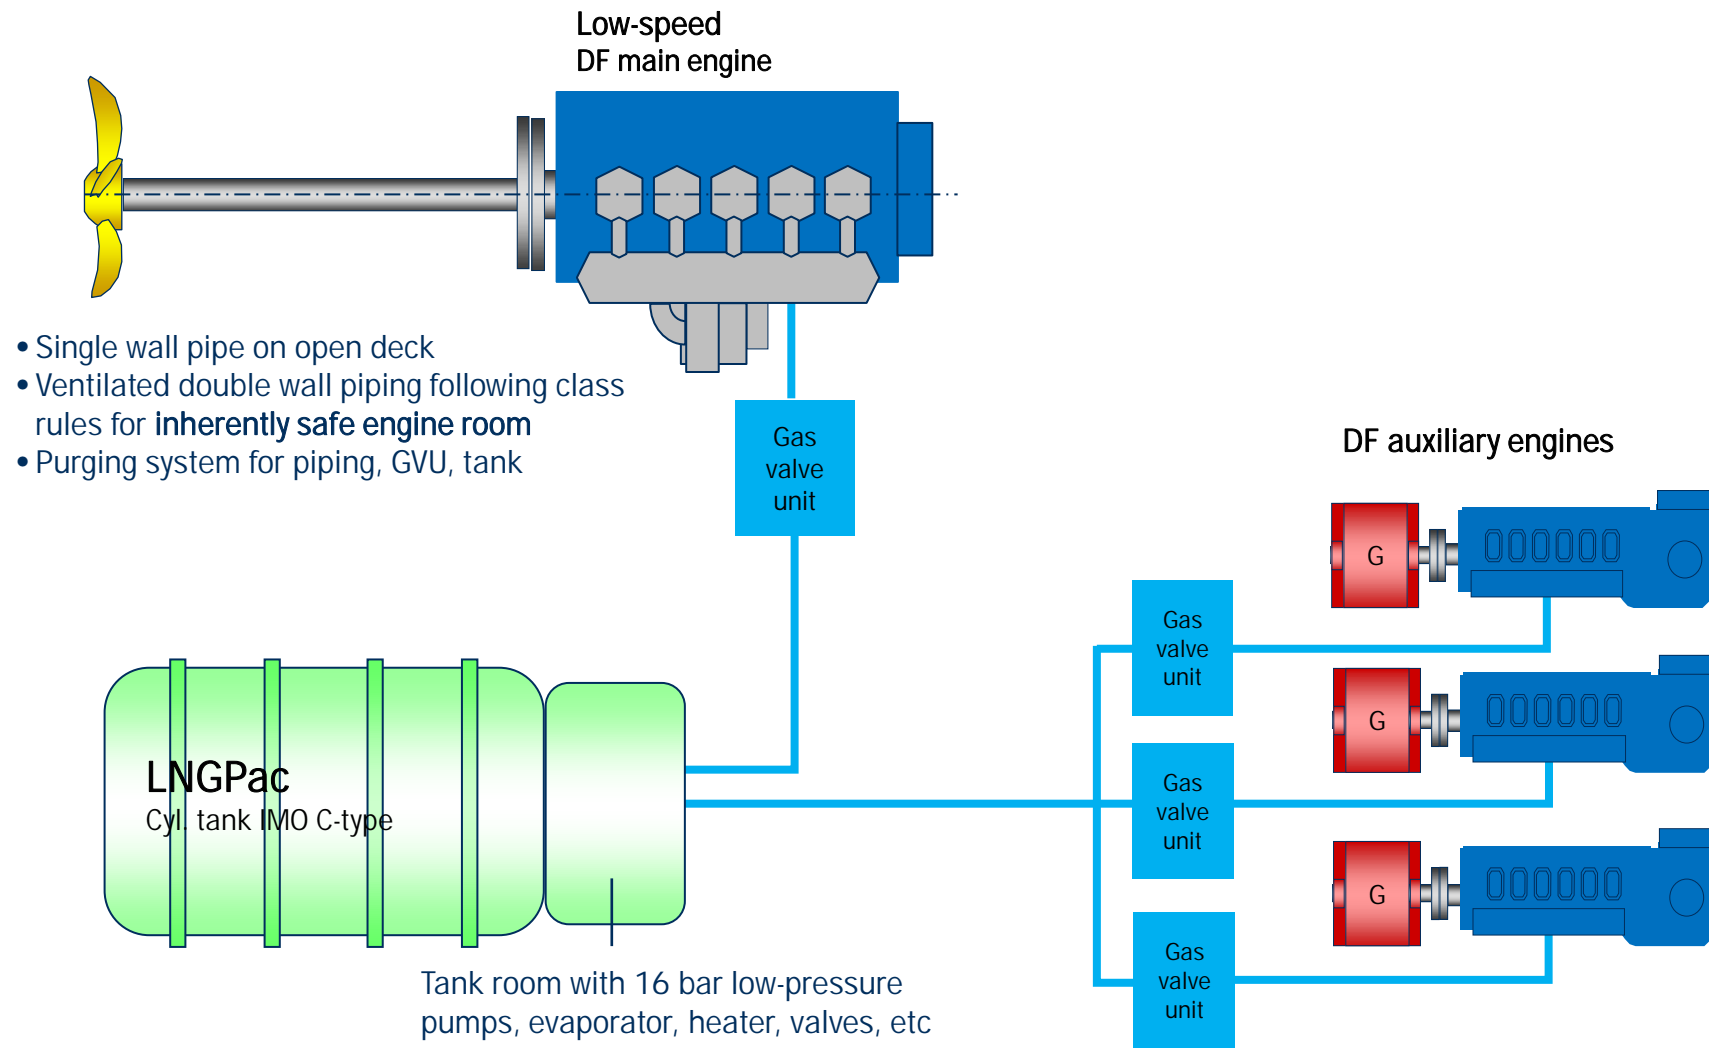 Low-speed
DF main engine
• Single wall pipe on open deck
• Ventilated double wall piping following class
rules for inherently safe engine room
• Purging system for piping, GVU, tank
Gas
valve
unit
DF auxiliary engines
G
Gas
valve
unit
G
Gas
valve
unit
G
Gas
valve
unit
LNGPac
Cyl. tank IMO C-type
Tank room with 16 bar low-pressure
pumps, evaporator, heater, valves, etc